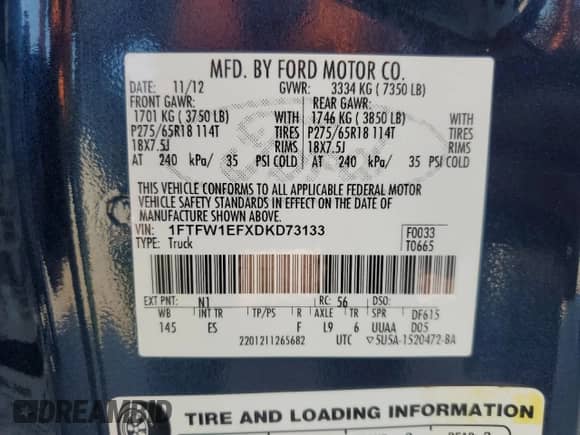 MFD. BY FORD MOTOR CO.
DATE: 11/12 GVWR: 3334 KG ( 7350 LB)
FRONT GAWR: REAR GAWR:
1701 KG ( 3750 LB) WITH 1746 KG ( 3850 LB) WITH
P275/65R18 114T TIRES P275/65R18 114T TIRES
18X7.5J RIMS 18X7.5J RIMS
AT 240 kPa/ 35 PSI COLD AT 240 kPa/ 35 PSI COLD
THIS VEHICLE CONFORMS TO ALL APPLICABLE FEDERAL MOTOR
VEHICLE SAFETY STANDARDS IN EFFECT ON THE DATE OF
MANUFACTURE SHOWN ABOVE.
VIN: 1FTFW1EFXDKD73133 F0033
TYPE: Truck T0665
EXT PNT: N1 RC: 56 DSO:
WB INT TR TP/PS R AXLE TR SPR DF615
145 ES F L9 6 UUAA D05
2201211265682 UTC 5U5A-1520472-BA
TIRE AND LOADING INFORMATION
DREAMBID